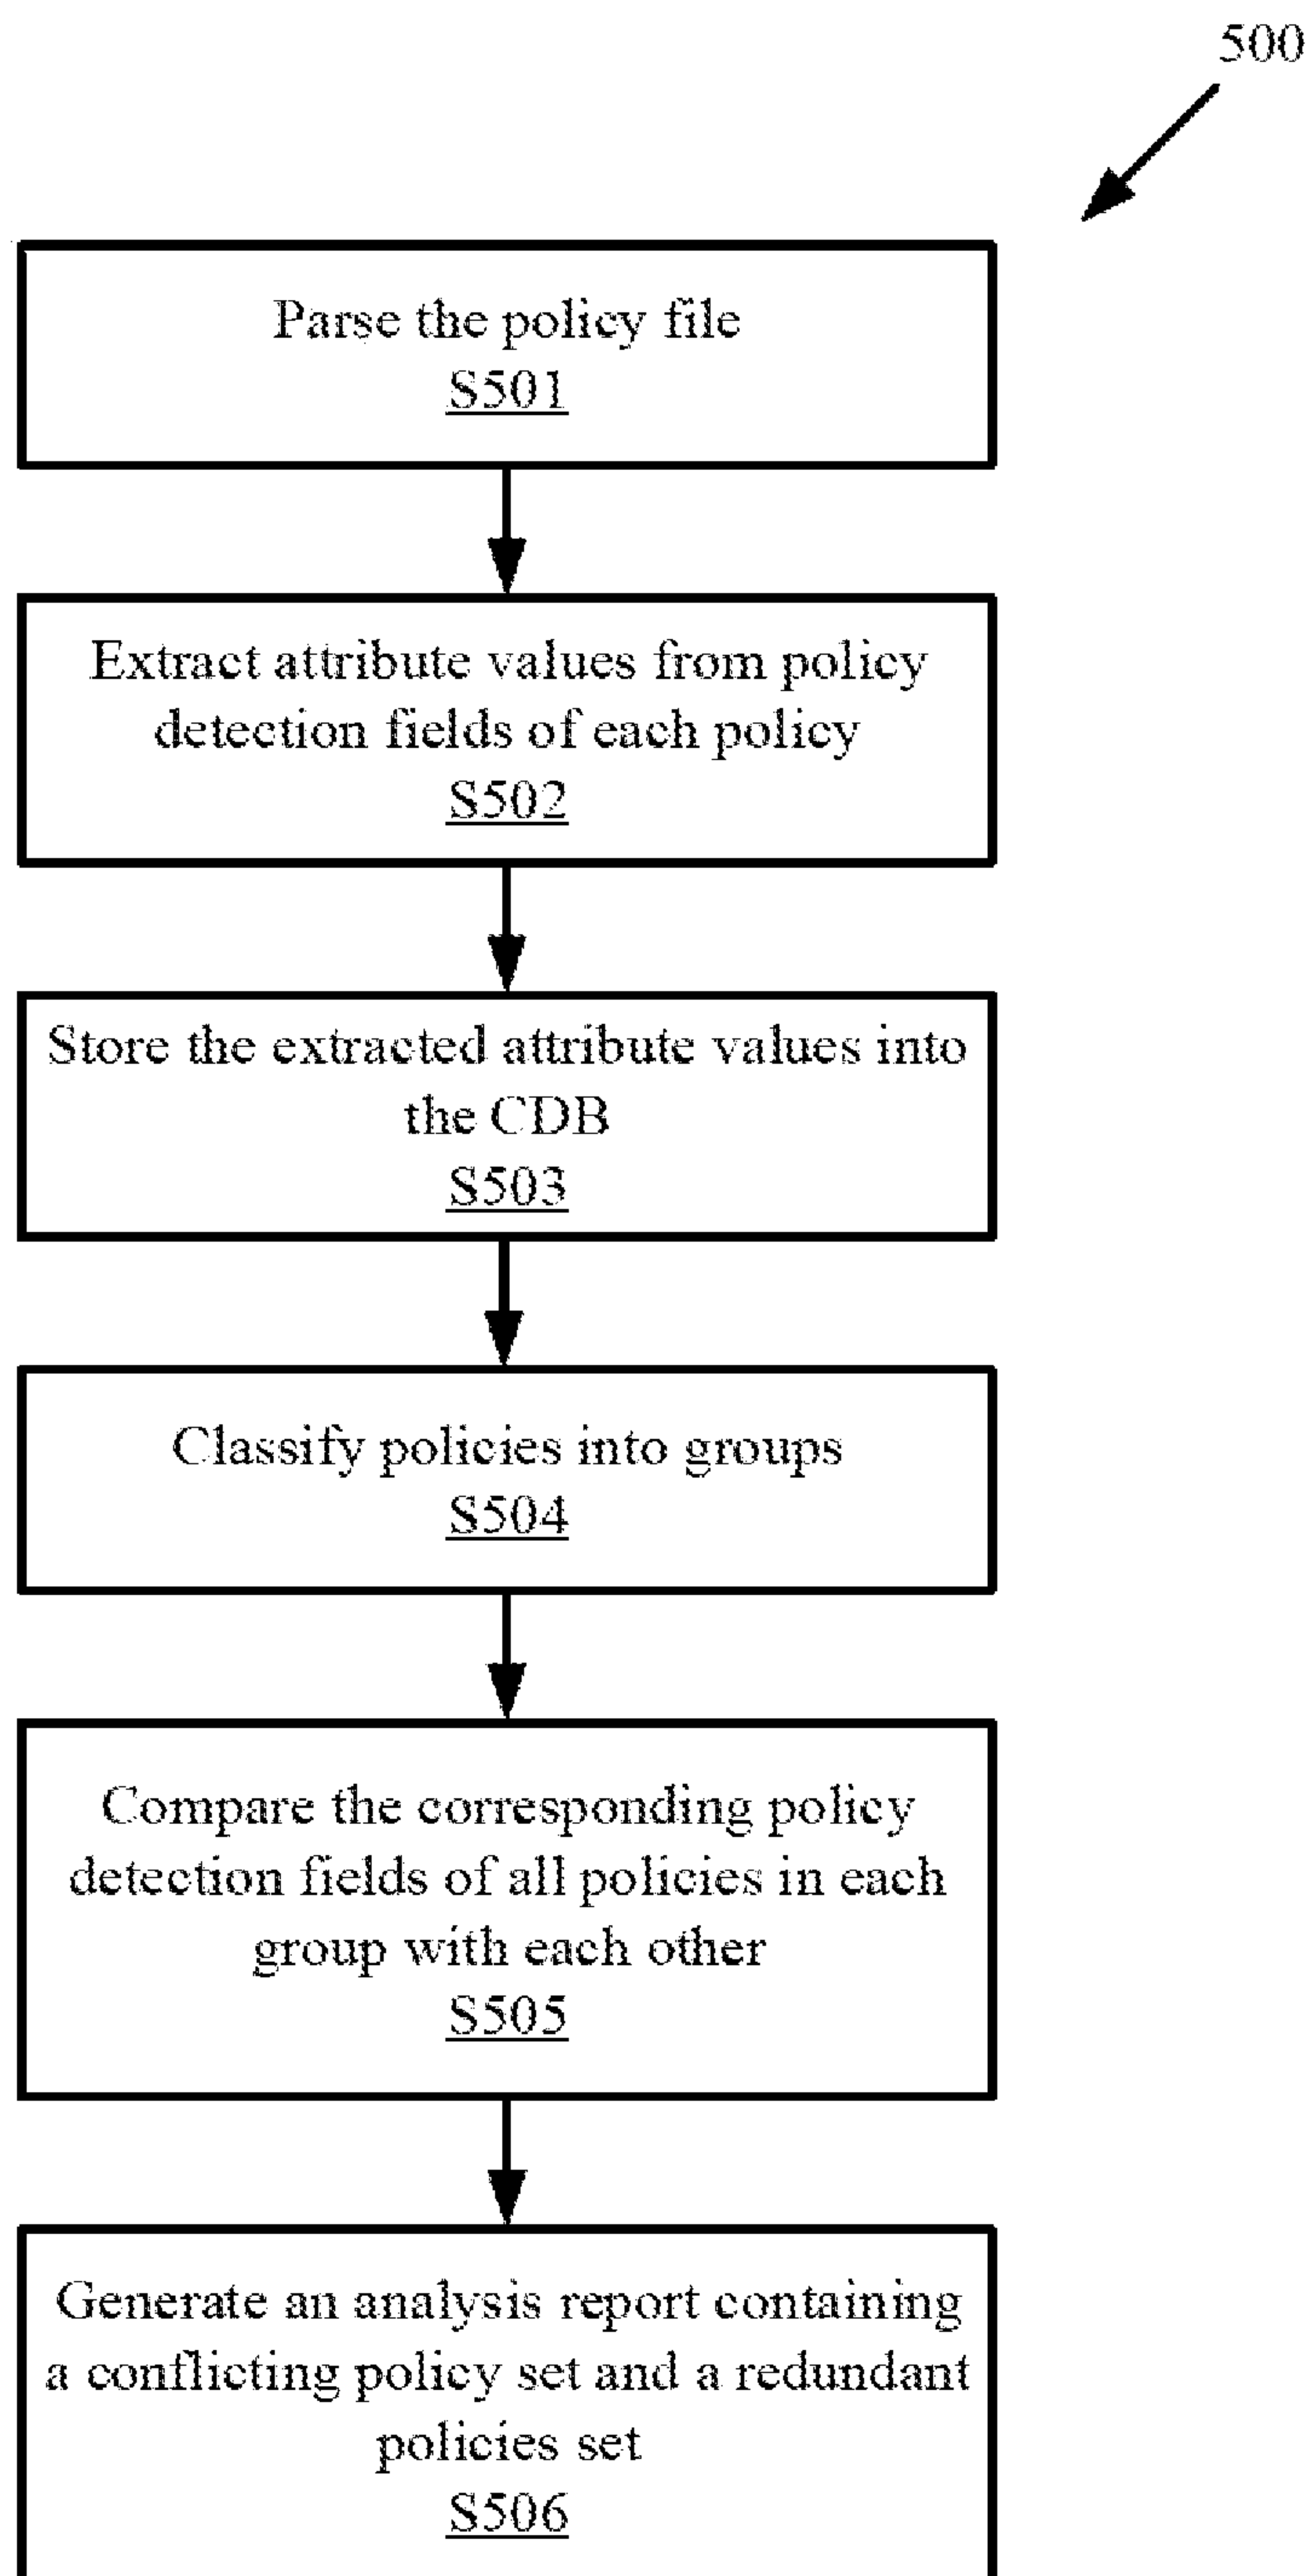 500
Parse the policy file
S501
Extract attribute values from policy
detection fields of each policy
S502
Store the extracted attribute values into
the CDB
S503
Classify policies into groups
S504
Compare the corresponding policy
detection fields of all policies in each
group with each other
S505
Generate an analysis report containing
a conflicting policy set and a redundant
policies set
S506